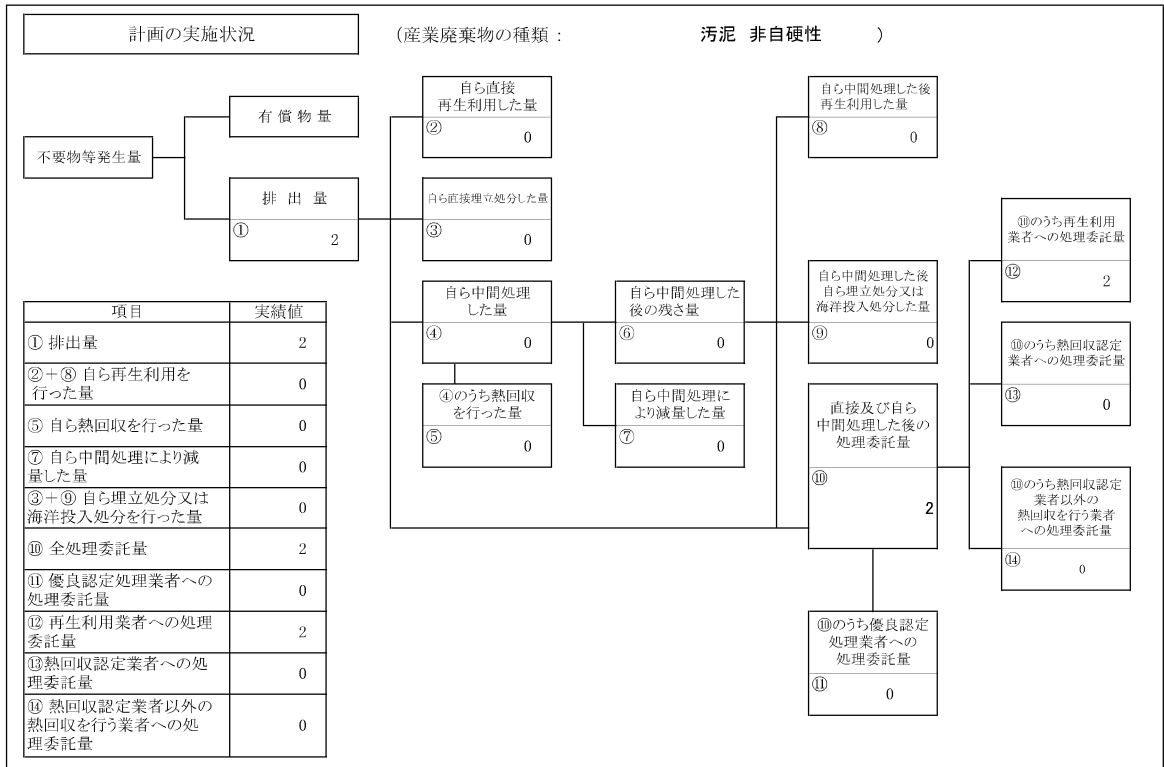 計画の実施状況
(産業廃棄物の種類: 汚泥 非自硬性 )
不要物等発生量
有償物量
排出量
① 2
自ら直接
再生利用した量
② 0
自ら直接埋立処分した量
③ 0
自ら中間処理
した量
④ 0
④のうち熱回収
を行った量
⑤ 0
自ら中間処理した
後の残さ量
⑥ 0
自ら中間処理に
より減量した量
⑦ 0
自ら中間処理した後
再生利用した量
⑧ 0
自ら中間処理した後
自ら埋立処分又は
海洋投入処分した量
⑨ 0
直接及び自ら
中間処理した後の
処理委託量
⑩
2
⑩のうち優良認定
処理業者への
処理委託量
⑪ 0
⑩のうち再生利用
業者への処理委託量
⑫ 2
⑩のうち熱回収認定
業者への処理委託量
⑬ 0
⑩のうち熱回収認定
業者以外の
熱回収を行う業者
への処理委託量
⑭ 0
項目 実績値
① 排出量 2
②+⑧ 自ら再生利用を
行った量 0
⑤ 自ら熱回収を行った量 0
⑦ 自ら中間処理により減
量した量 0
③+⑨ 自ら埋立処分又は
海洋投入処分を行った量 0
⑩ 全処理委託量 2
⑪ 優良認定処理業者への
処理委託量 0
⑫ 再生利用業者への処理
委託量 2
⑬熱回収認定業者への処
理委託量 0
⑭ 熱回収認定業者以外の
熱回収を行う業者への処
理委託量 0